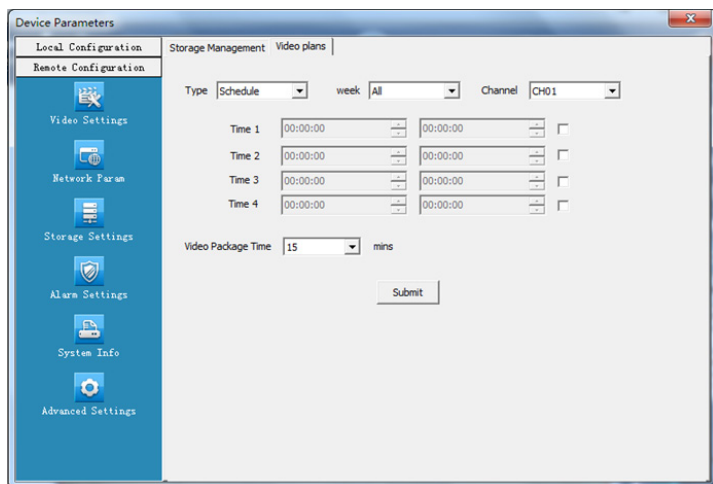 Device Parameters
Local Configuration
Remote Configuration
Video Settings
Network Param
Storage Settings
Alarm Settings
System Info
Advanced Settings
Storage Management Video plans
Type Schedule week All Channel CH01
Time 1 00:00:00 00:00:00
Time 2 00:00:00 00:00:00
Time 3 00:00:00 00:00:00
Time 4 00:00:00 00:00:00
Video Package Time 15 mins
Submit